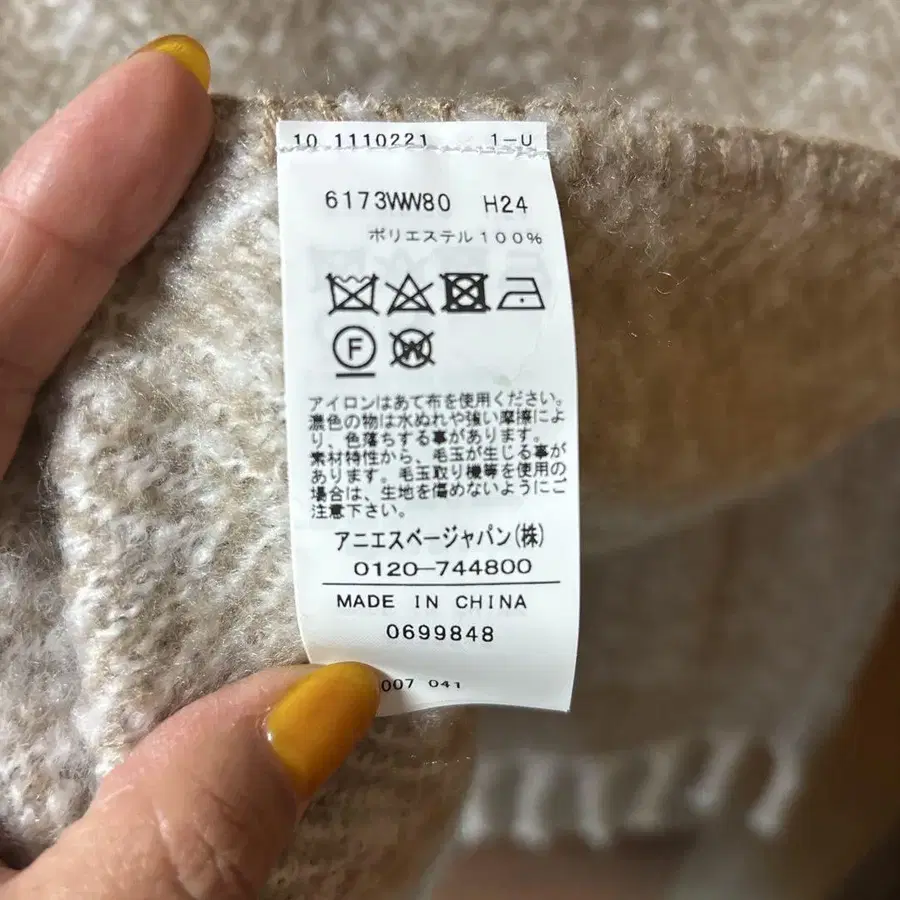 10 1110221 1-U
6173WW80 H24
ポリエステル100%
F
W
アイロンはあて布を使用ください。
濃色の物は水ぬれや強い摩擦によ
り、色落ちする事があります。
素材特性から、毛玉が生じる事が
あります。毛玉取り機等を使用の
場合は、生地を傷めないようにご
注意下さい。
アニエスベージャパン(株)
0120-744800
MADE IN CHINA
0699848
007 041